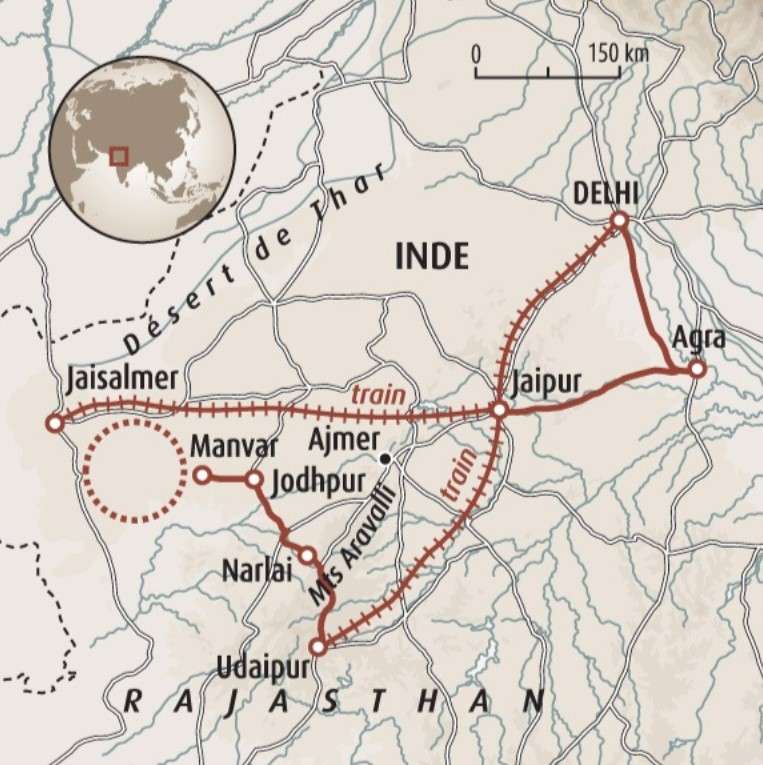 0 150 km
DELHI
Désert de Thar
INDE
Agra
Jaisalmer
train
Jaipur
Manvar
Ajmer
Jodhpur
train
Mts Aravalli
Narlai
Udaipur
RAJASTHAN